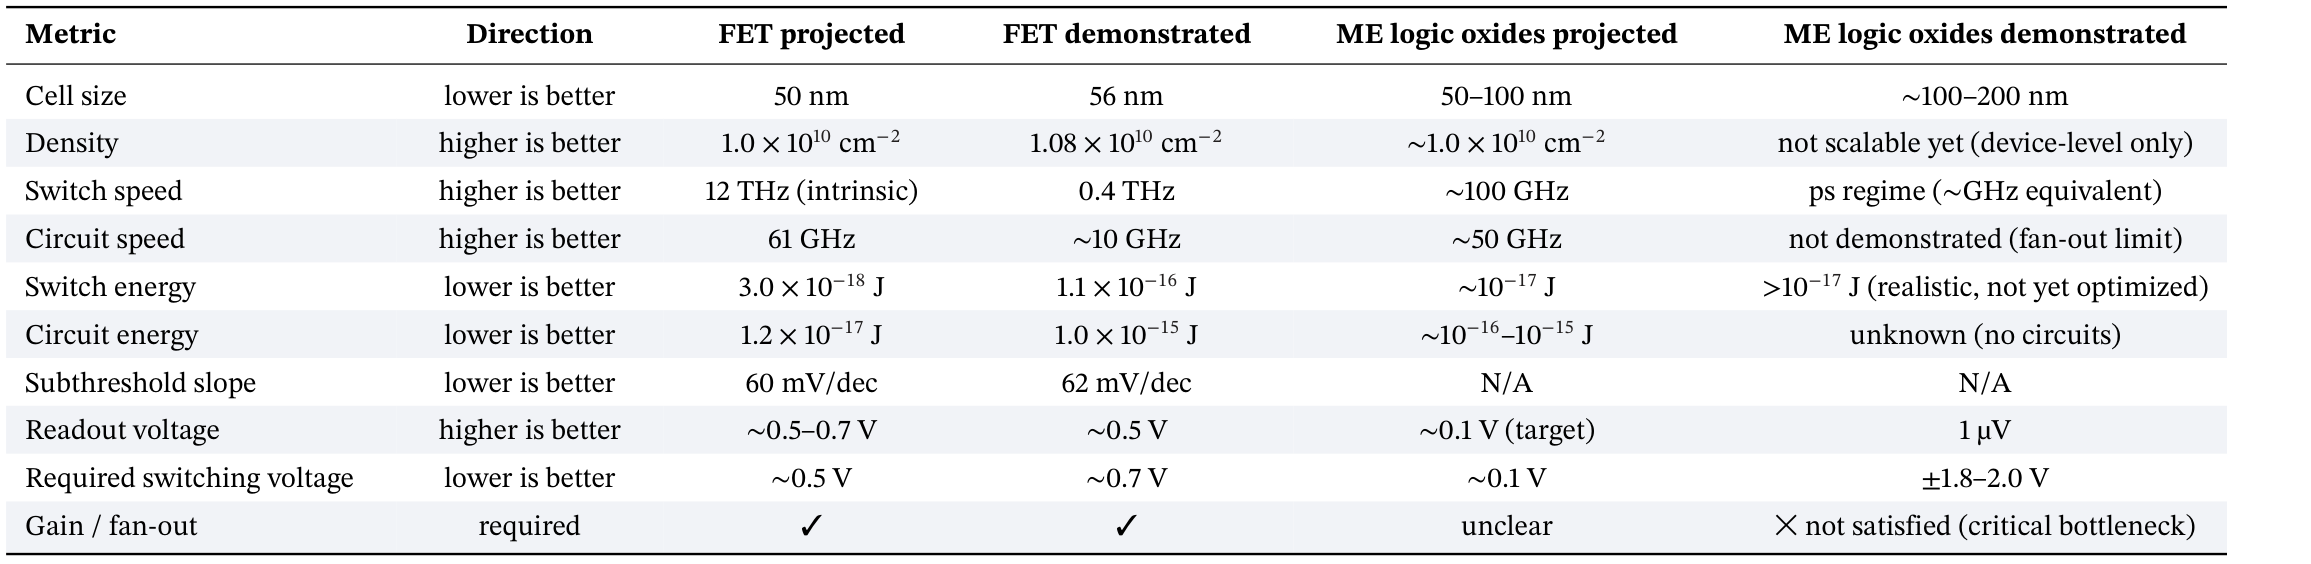 Metric Direction FET projected FET demonstrated ME logic oxides projected ME logic oxides demonstrated
Cell size lower is better 50 nm 56 nm 50–100 nm ~100–200 nm
Density higher is better 1.0 × 10¹⁰ cm⁻² 1.08 × 10¹⁰ cm⁻² ~1.0 × 10¹⁰ cm⁻² not scalable yet (device-level only)
Switch speed higher is better 12 THz (intrinsic) 0.4 THz ~100 GHz ps regime (~GHz equivalent)
Circuit speed higher is better 61 GHz ~10 GHz ~50 GHz not demonstrated (fan-out limit)
Switch energy lower is better 3.0 × 10⁻¹⁸ J 1.1 × 10⁻¹⁶ J ~10⁻¹⁷ J >10⁻¹⁷ J (realistic, not yet optimized)
Circuit energy lower is better 1.2 × 10⁻¹⁷ J 1.0 × 10⁻¹⁵ J ~10⁻¹⁶–10⁻¹⁵ J unknown (no circuits)
Subthreshold slope lower is better 60 mV/dec 62 mV/dec N/A N/A
Readout voltage higher is better ~0.5–0.7 V ~0.5 V ~0.1 V (target) 1 μV
Required switching voltage lower is better ~0.5 V ~0.7 V ~0.1 V ±1.8–2.0 V
Gain / fan-out required ✓ ✓ unclear × not satisfied (critical bottleneck)